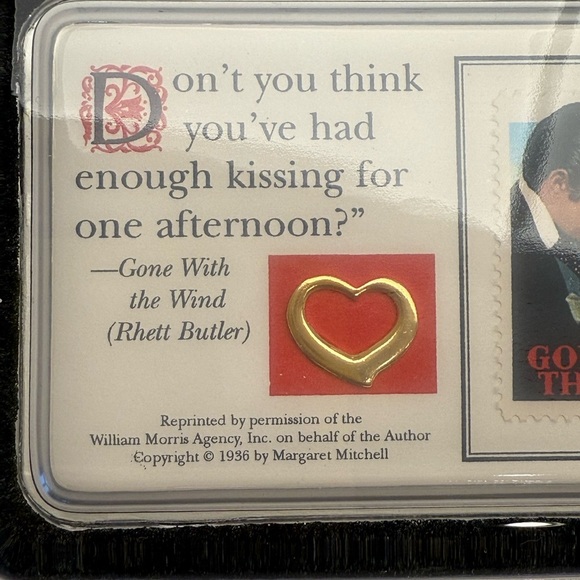 Don't you think
you've had
enough kissing for
one afternoon?”
—Gone With
the Wind
(Rhett Butler)
Reprinted by permission of the
William Morris Agency, Inc. on behalf of the Author
Copyright © 1936 by Margaret Mitchell
GO
TH